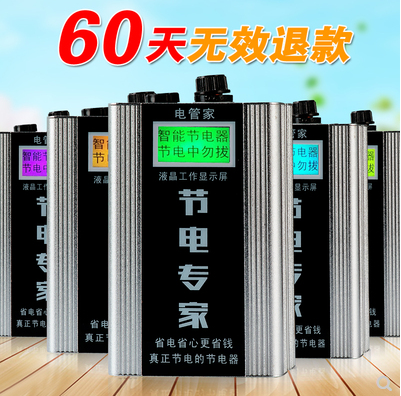 60天无效退款
电管家
智能节电器
节电中勿拔
液晶工作显示屏
节电专家
省电省心更省钱
真正节电的节电器